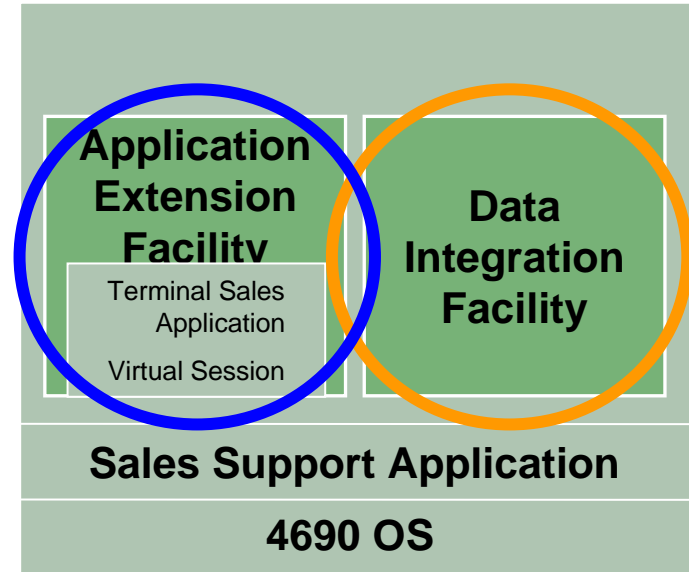 Application
Extension
Facility
Terminal Sales
Application
Virtual Session
Data
Integration
Facility
Sales Support Application
4690 OS